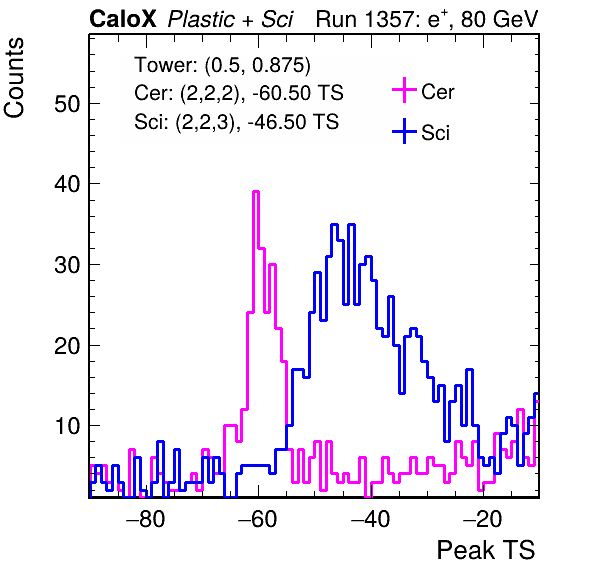 CaloX Plastic + Sci Run 1357: e+, 80 GeV
Counts
Tower: (0.5, 0.875)
Cer: (2,2,2), -60.50 TS
Sci: (2,2,3), -46.50 TS
Cer
Sci
50
40
30
20
10
−80 −60 −40 −20
Peak TS